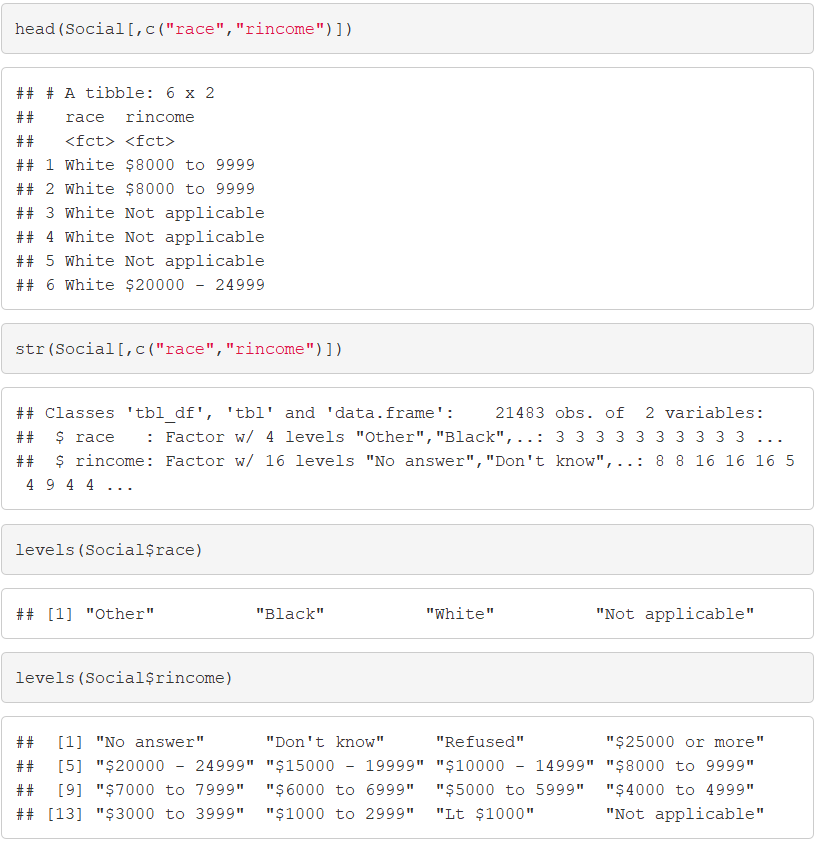 head(Social[,c("race","rincome")])
## # A tibble: 6 x 2
##   race  rincome
##   <fct> <fct>
## 1 White $8000 to 9999
## 2 White $8000 to 9999
## 3 White Not applicable
## 4 White Not applicable
## 5 White Not applicable
## 6 White $20000 - 24999
str(Social[,c("race","rincome")])
## Classes 'tbl_df', 'tbl' and 'data.frame':    21483 obs. of  2 variables:
##  $ race   : Factor w/ 4 levels "Other","Black",..: 3 3 3 3 3 3 3 3 3 3 ...
##  $ rincome: Factor w/ 16 levels "No answer","Don't know",..: 8 8 16 16 16 5
 4 9 4 4 ...
levels(Social$race)
## [1] "Other"          "Black"          "White"          "Not applicable"
levels(Social$rincome)
##  [1] "No answer"      "Don't know"     "Refused"        "$25000 or more"
##  [5] "$20000 - 24999" "$15000 - 19999" "$10000 - 14999" "$8000 to 9999"
##  [9] "$7000 to 7999"  "$6000 to 6999"  "$5000 to 5999"  "$4000 to 4999"
## [13] "$3000 to 3999"  "$1000 to 2999"  "Lt $1000"       "Not applicable"